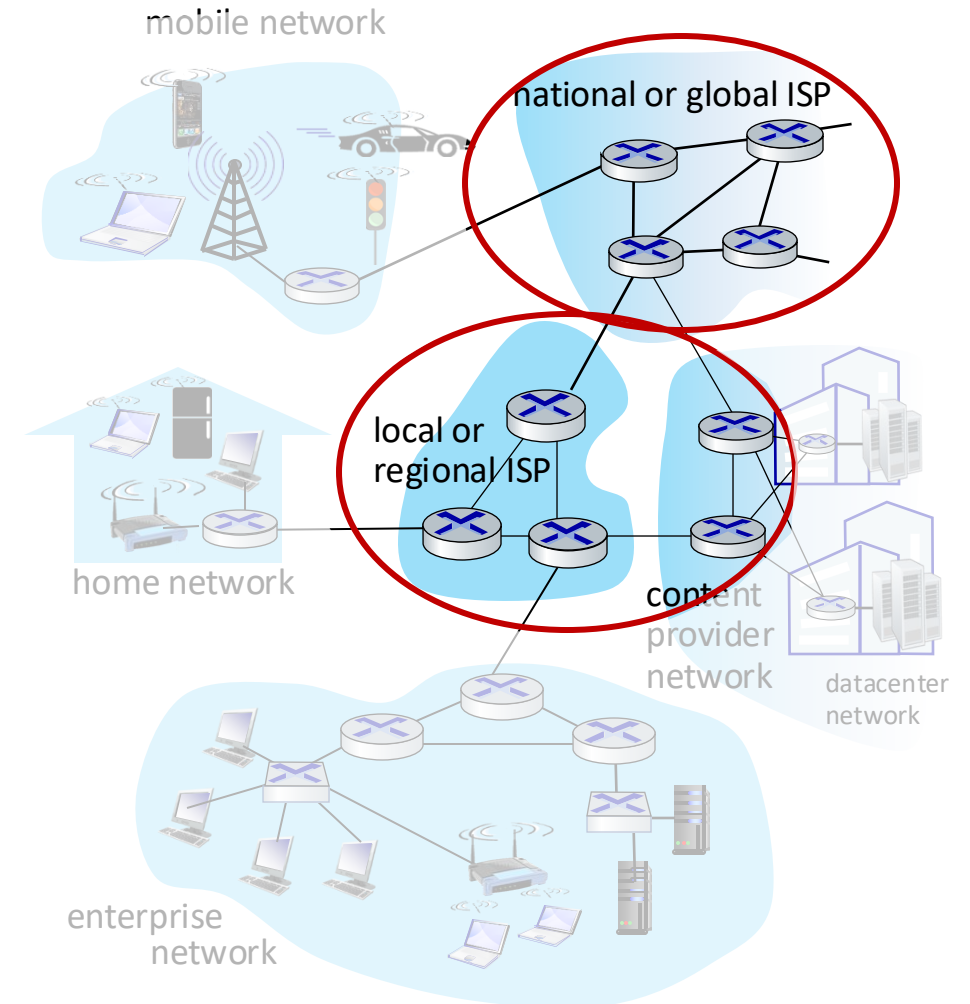 mobile network
national or global ISP
local or
regional ISP
home network
content
provider
network
datacenter
network
enterprise
network